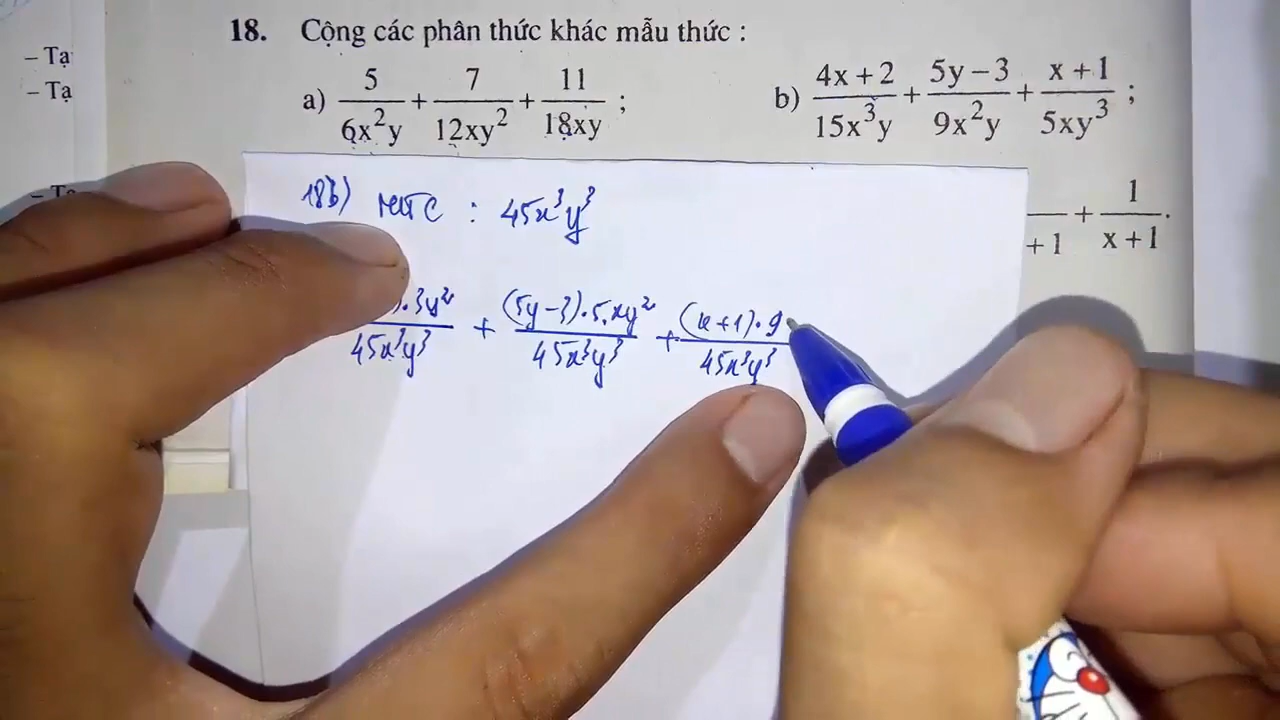 – Tạ
– Tạ
18. Cộng các phân thức khác mẫu thức :
a) 5/(6x²y) + 7/(12xy²) + 11/(18xy) ; b) (4x + 2)/(15x³y) + (5y – 3)/(9x²y) + (x + 1)/(5xy³) ;
+ 1 + 1/(x + 1).
18b) MTC : 45x³y³
).3y²/(45x³y³) + (5y – 3).5.xy²/(45x³y³) + (x + 1).9/(45x³y³)